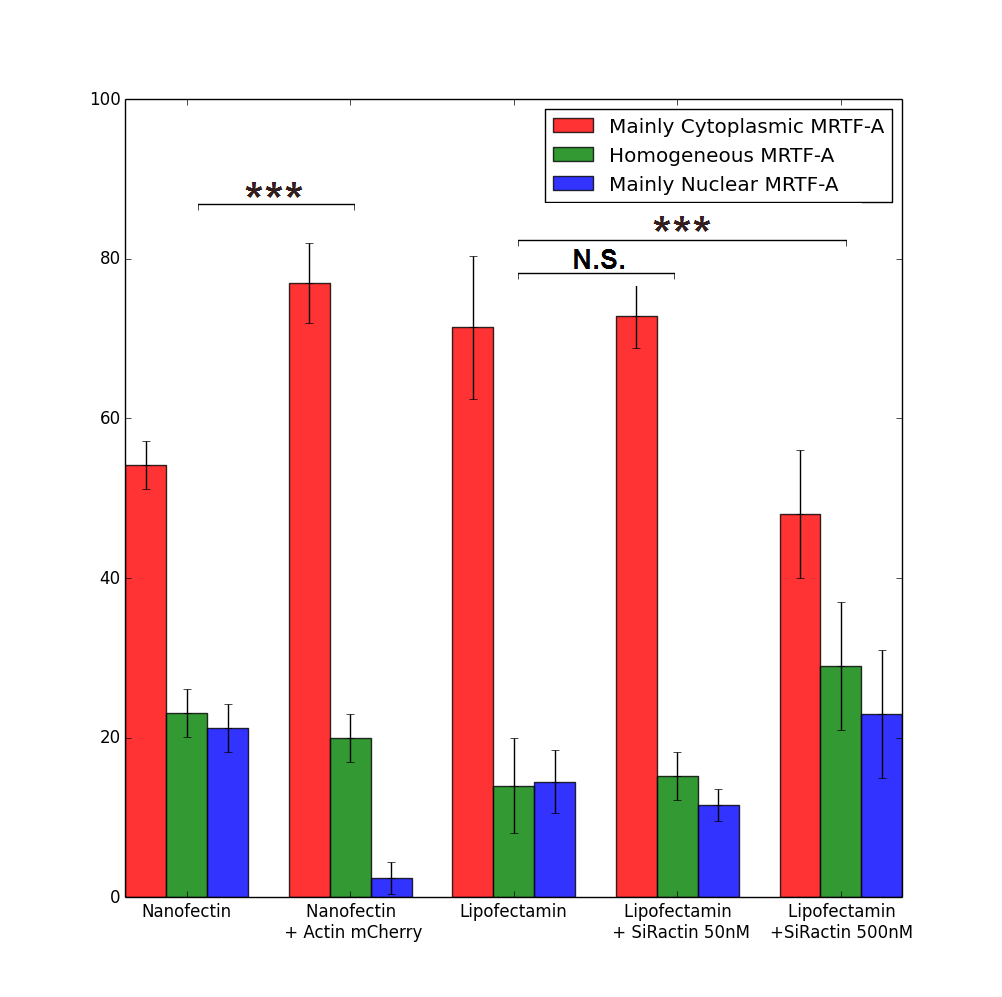 100
Mainly Cytoplasmic MRTF-A
Homogeneous MRTF-A
Mainly Nuclear MRTF-A
***
***
N.S.
80
60
40
20
0
Nanofectin
Nanofectin
+ Actin mCherry
Lipofectamin
Lipofectamin
+ SiRactin 50nM
Lipofectamin
+SiRactin 500nM